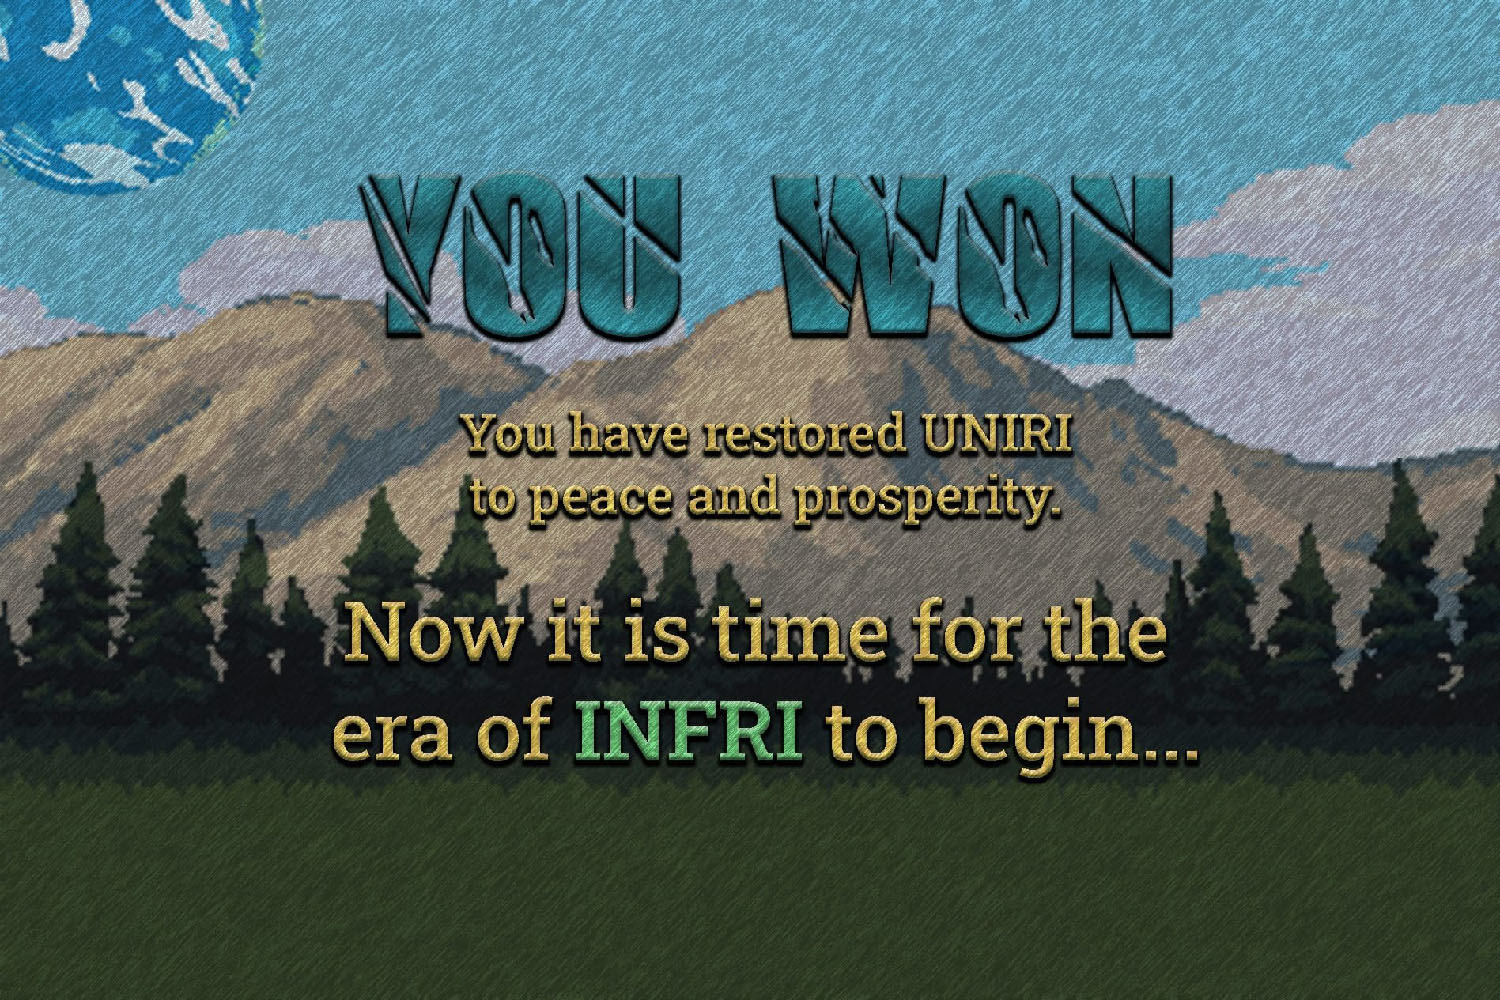 YOU WON
You have restored UNIRI
to peace and prosperity.
Now it is time for the
era of INFRI to begin...